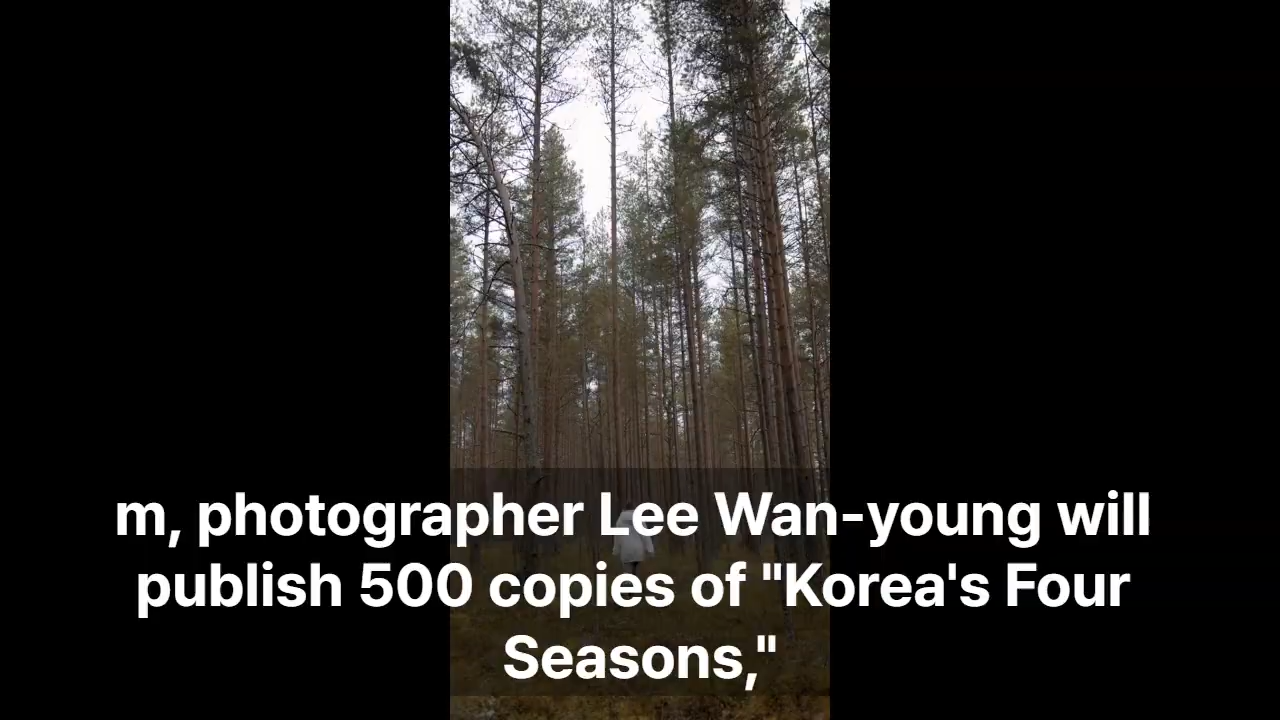 m, photographer Lee Wan-young will
publish 500 copies of "Korea's Four
Seasons,"